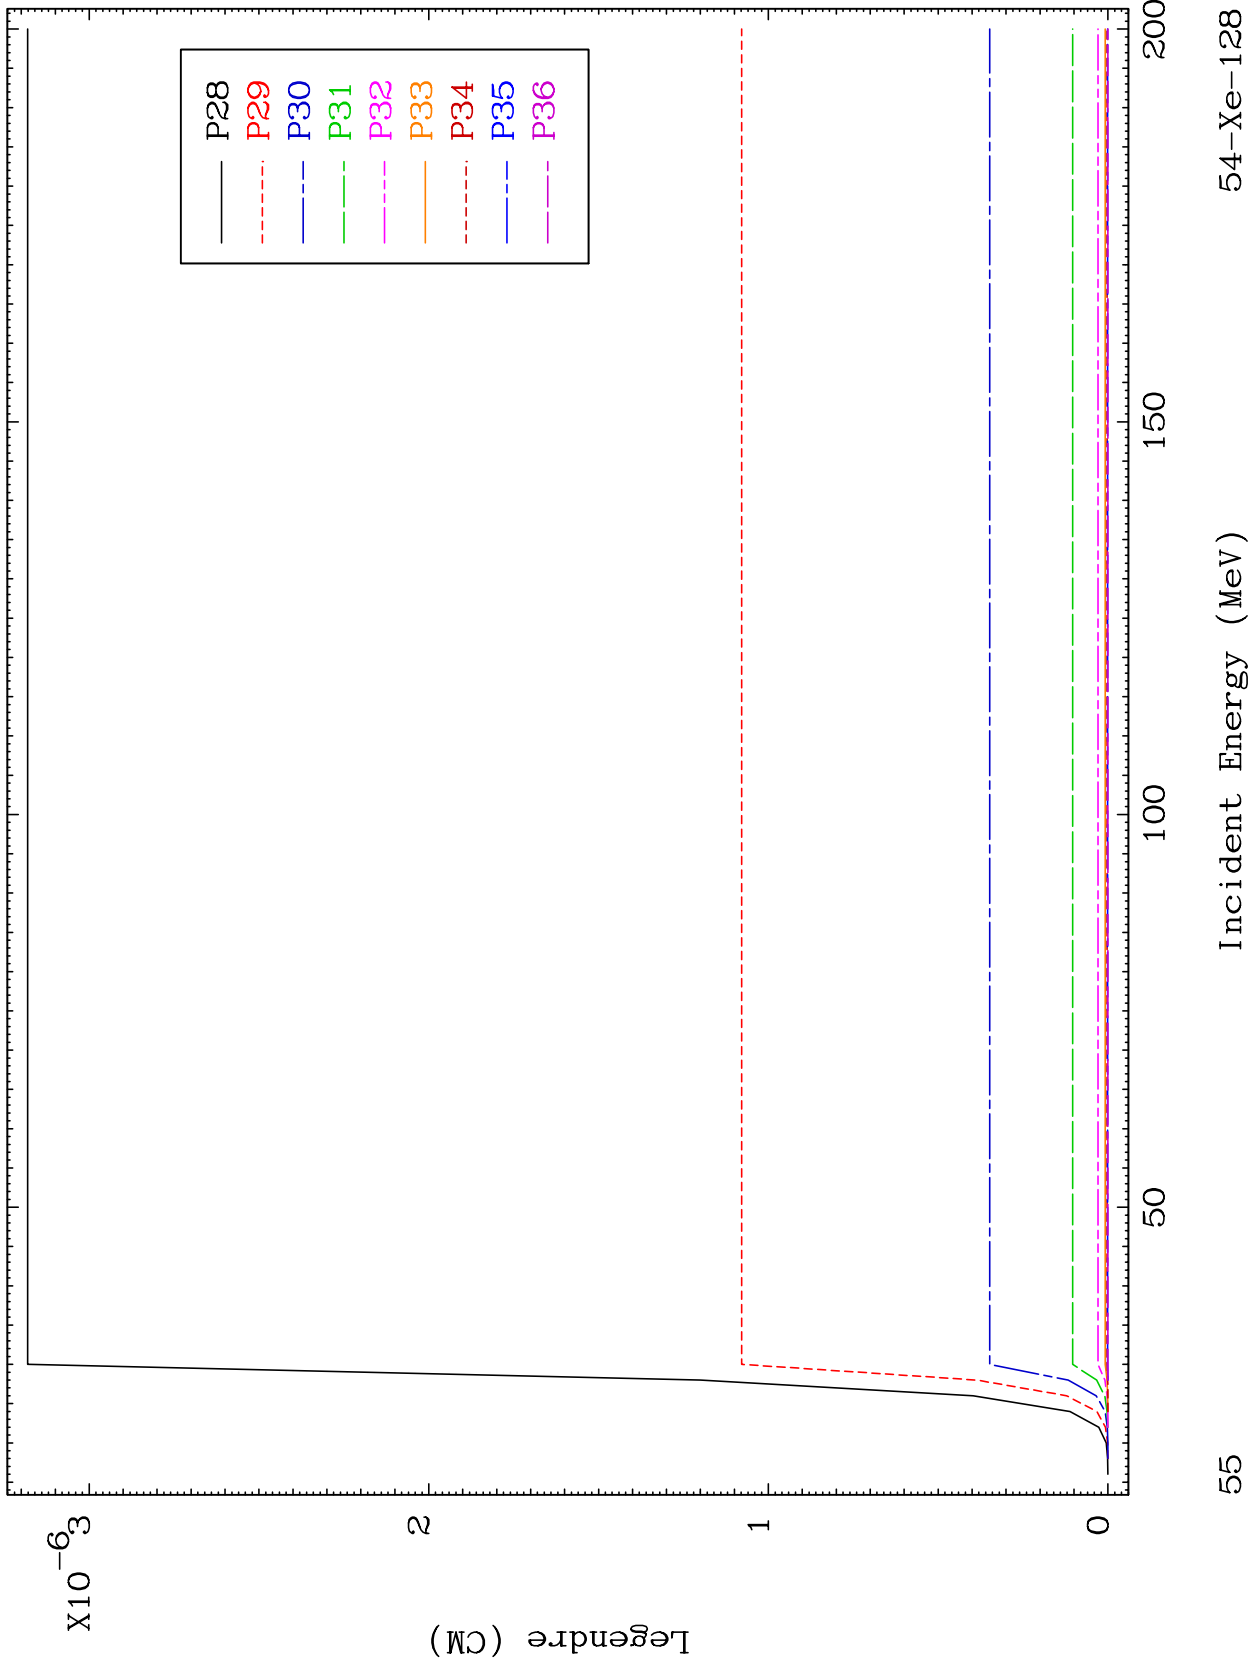 X10-6
3
2
1
0
Legendre (CM)
P28
P29
P30
P31
P32
P33
P34
P35
P36
50
100
150
200
Incident Energy (MeV)
55
54-Xe-128